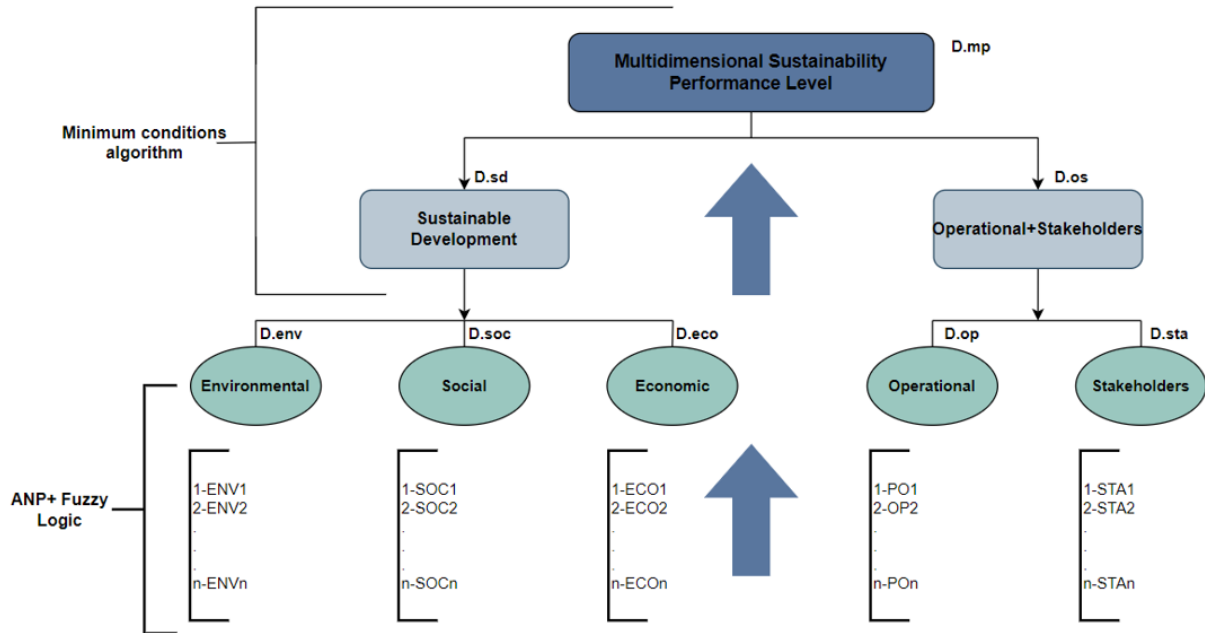 D.mp
Multidimensional Sustainability
Performance Level
Minimum conditions
algorithm
D.sd
D.os
Sustainable
Development
Operational+Stakeholders
D.env
D.soc
D.eco
D.op
D.sta
Environmental
Social
Economic
Operational
Stakeholders
ANP+ Fuzzy
Logic
1-ENV1
2-ENV2
.
.
.
n-ENVn
1-SOC1
2-SOC2
.
.
.
n-SOCn
1-ECO1
2-ECO2
.
.
.
n-ECOn
1-PO1
2-OP2
.
.
.
n-POn
1-STA1
2-STA2
.
.
.
n-STAn